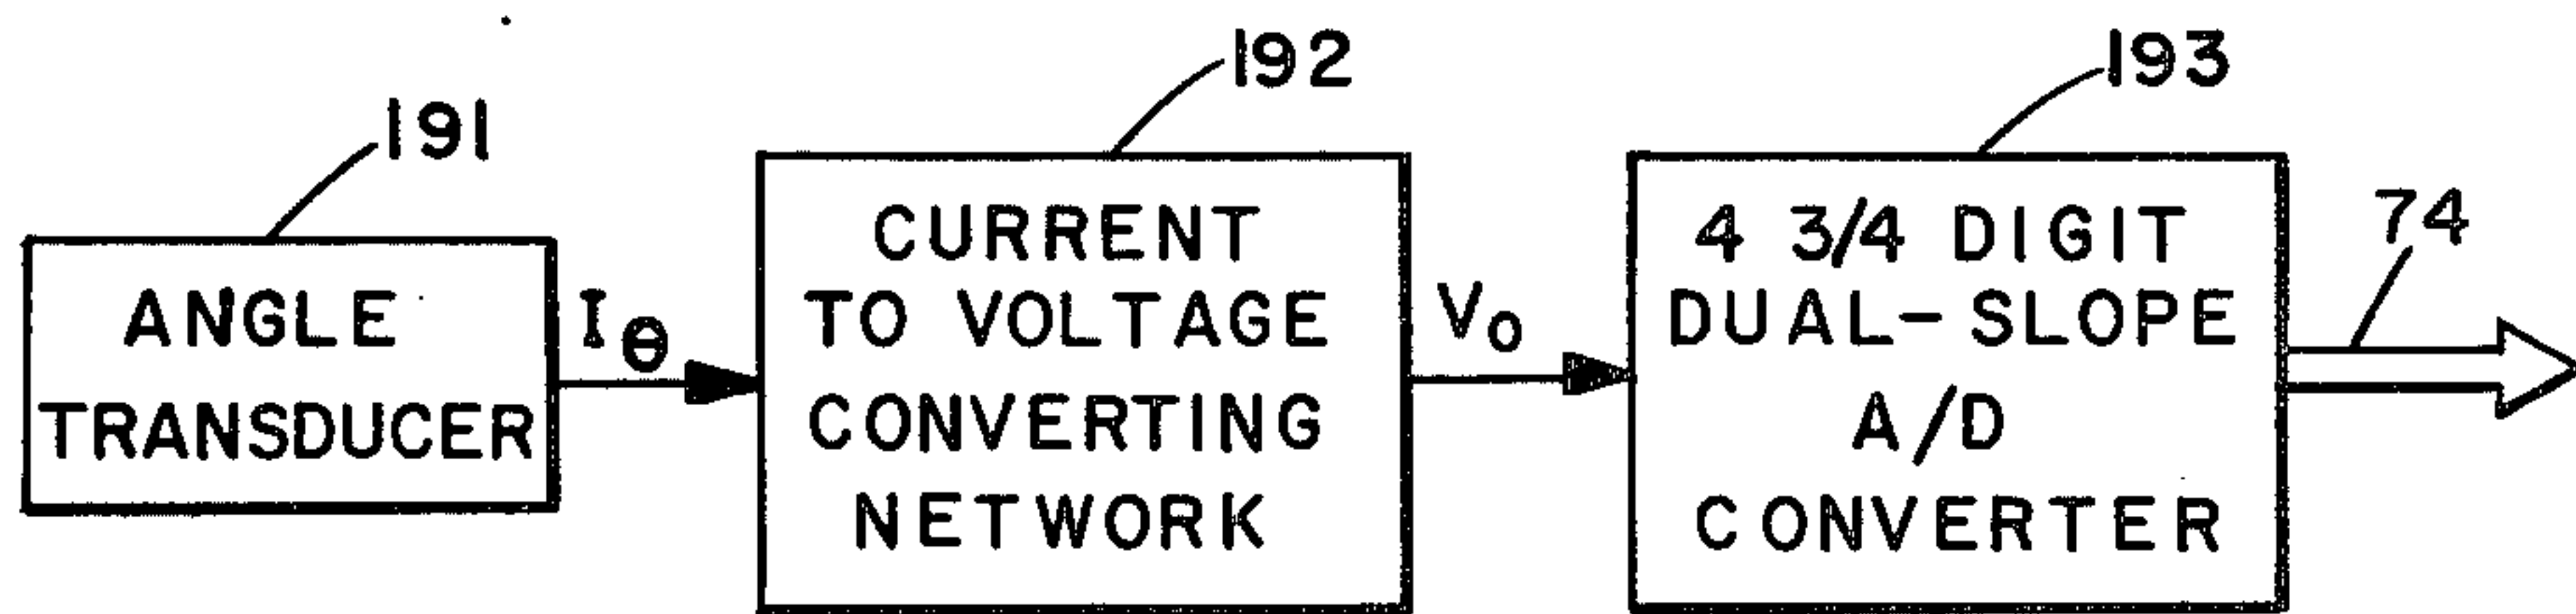 191
ANGLE
TRANSDUCER
Iθ
192
CURRENT
TO VOLTAGE
CONVERTING
NETWORK
V₀
193
4 3/4 DIGIT
DUAL-SLOPE
A/D
CONVERTER
74